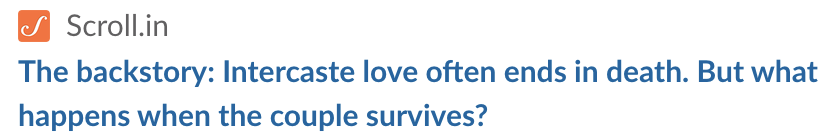 Scroll.in
The backstory: Intercaste love often ends in death. But what
happens when the couple survives?